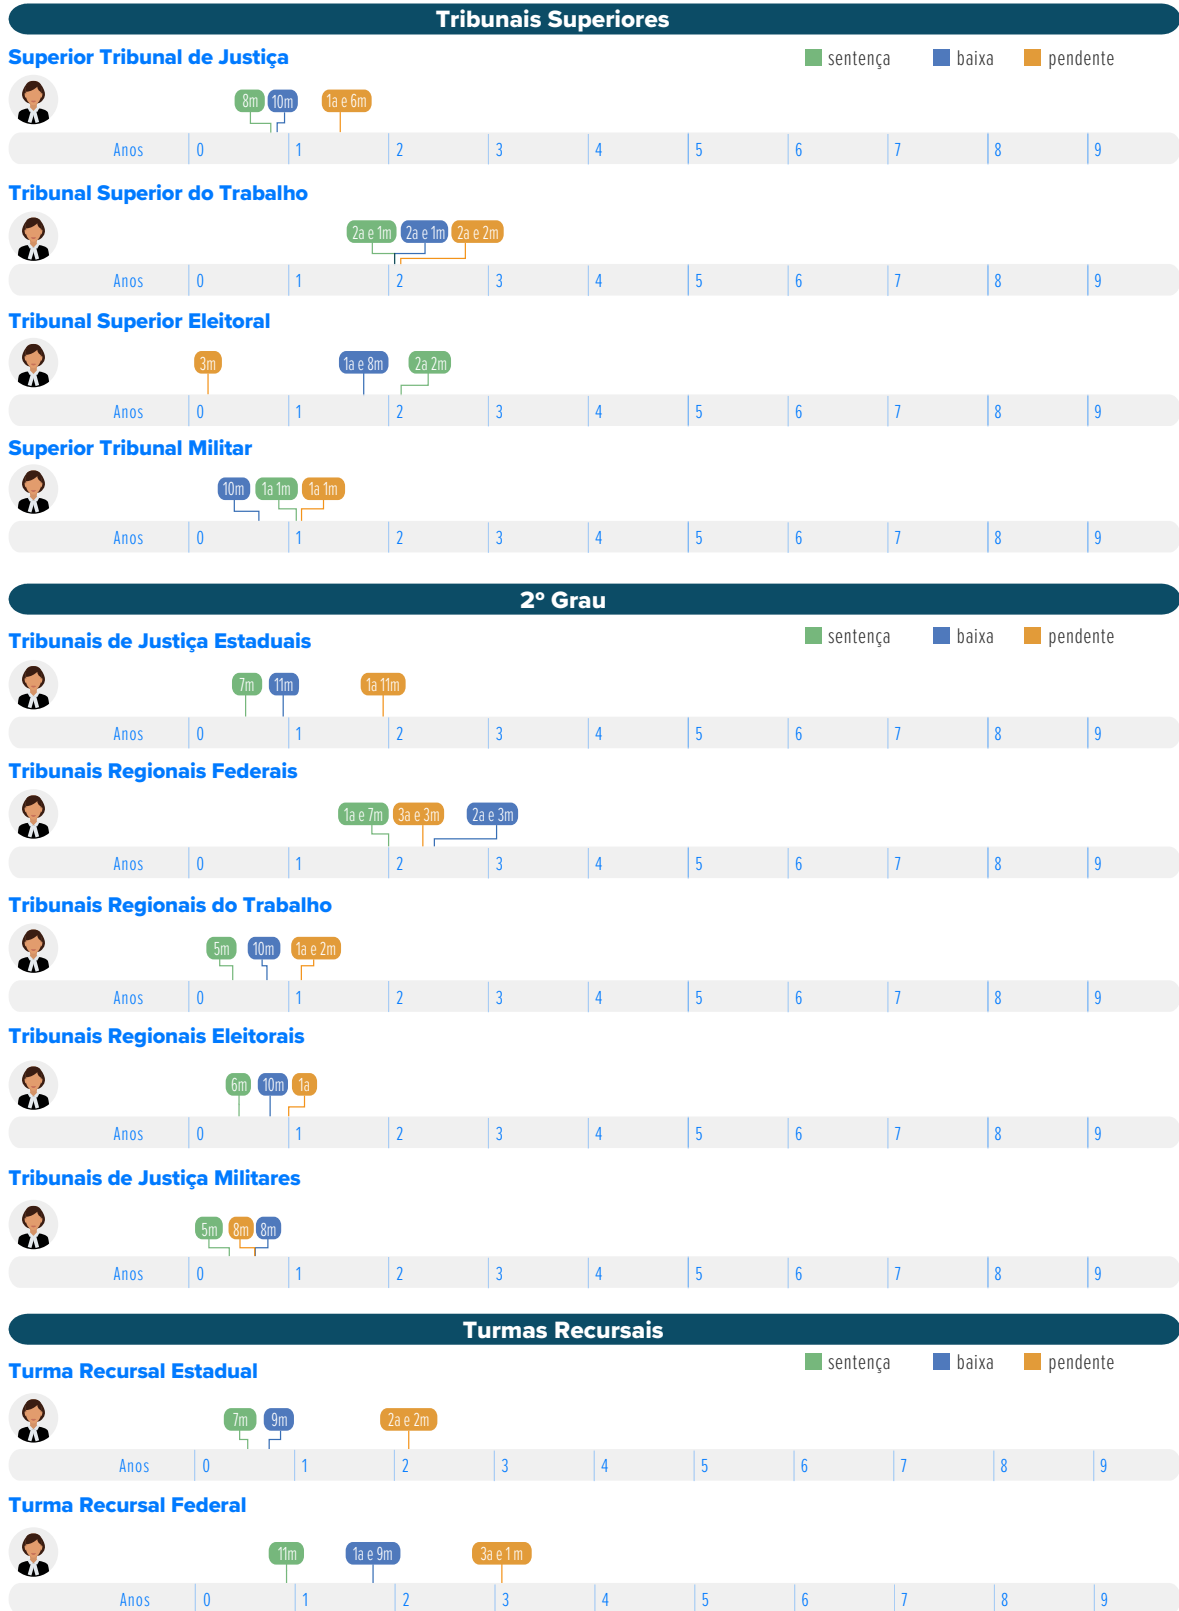 Tribunais Superiores
Superior Tribunal de Justiça
sentença baixa pendente
8m 10m 1a e 6m
Anos 0 1 2 3 4 5 6 7 8 9
Tribunal Superior do Trabalho
2a e 1m 2a e 1m 2a e 2m
Anos 0 1 2 3 4 5 6 7 8 9
Tribunal Superior Eleitoral
3m 1a e 8m 2a 2m
Anos 0 1 2 3 4 5 6 7 8 9
Superior Tribunal Militar
10m 1a 1m 1a 1m
Anos 0 1 2 3 4 5 6 7 8 9
2º Grau
Tribunais de Justiça Estaduais
sentença baixa pendente
7m 11m 1a 11m
Anos 0 1 2 3 4 5 6 7 8 9
Tribunais Regionais Federais
1a e 7m 3a e 3m 2a e 3m
Anos 0 1 2 3 4 5 6 7 8 9
Tribunais Regionais do Trabalho
5m 10m 1a e 2m
Anos 0 1 2 3 4 5 6 7 8 9
Tribunais Regionais Eleitorais
6m 10m 1a
Anos 0 1 2 3 4 5 6 7 8 9
Tribunais de Justiça Militares
5m 8m 8m
Anos 0 1 2 3 4 5 6 7 8 9
Turmas Recursais
Turma Recursal Estadual
sentença baixa pendente
7m 9m 2a e 2m
Anos 0 1 2 3 4 5 6 7 8 9
Turma Recursal Federal
11m 1a e 9m 3a e 1 m
Anos 0 1 2 3 4 5 6 7 8 9